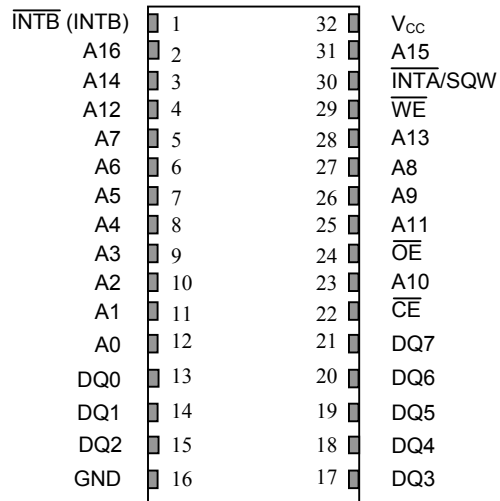 INTB (INTB) 1 32 VCC
A16 2 31 A15
A14 3 30 INTA/SQW
A12 4 29 WE
A7 5 28 A13
A6 6 27 A8
A5 7 26 A9
A4 8 25 A11
A3 9 24 OE
A2 10 23 A10
A1 11 22 CE
A0 12 21 DQ7
DQ0 13 20 DQ6
DQ1 14 19 DQ5
DQ2 15 18 DQ4
GND 16 17 DQ3